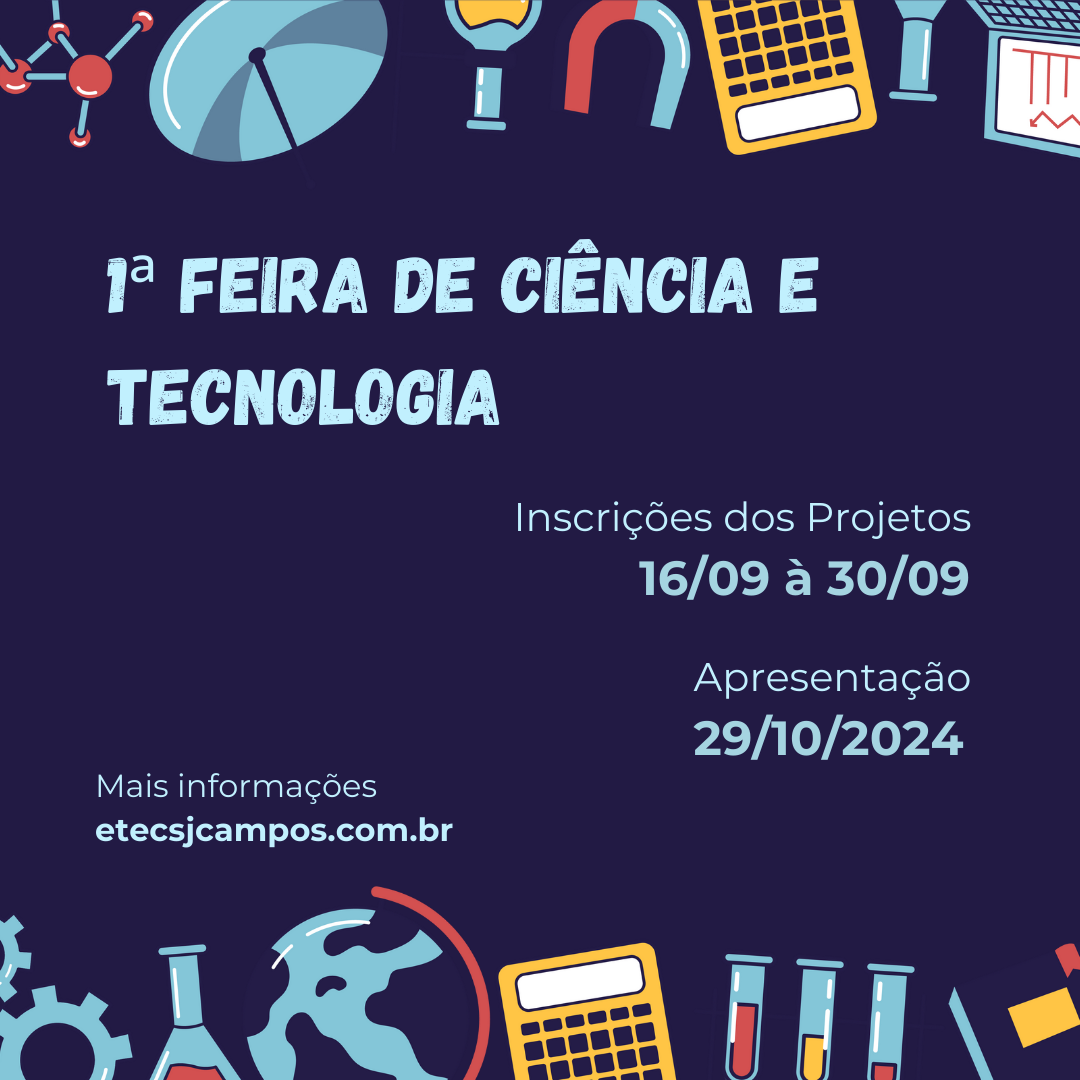 1ª FEIRA DE CIÊNCIA E
TECNOLOGIA
Inscrições dos Projetos
16/09 à 30/09
Apresentação
29/10/2024
Mais informações
etecsjcampos.com.br